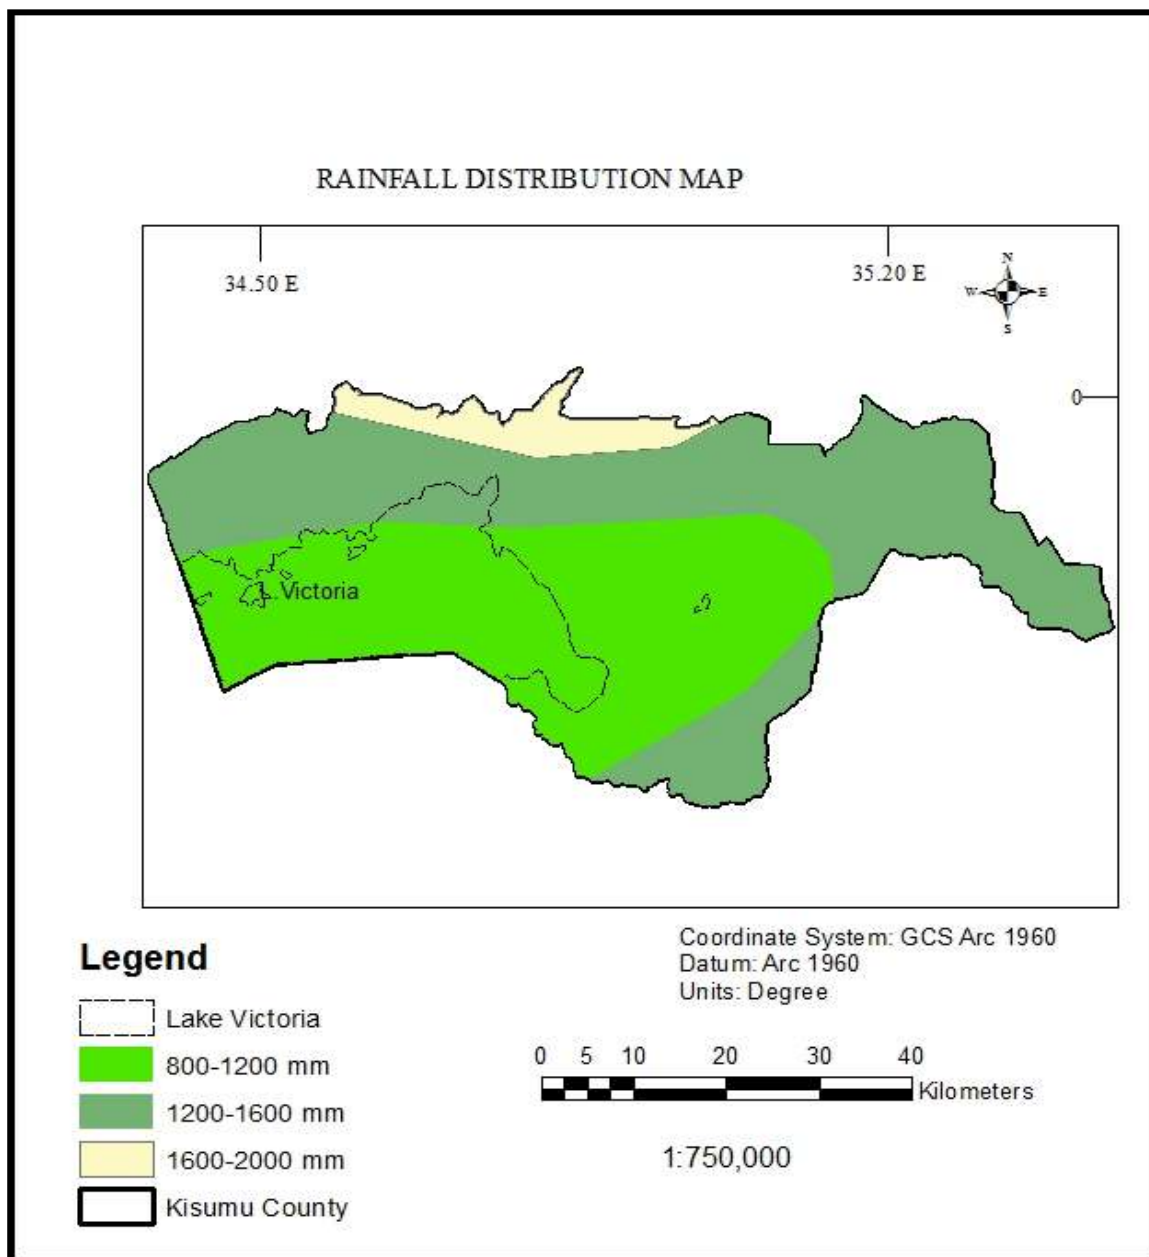 RAINFALL DISTRIBUTION MAP
34.50 E
35.20 E
N
W E
S
0
L. Victoria
Legend
Lake Victoria
800-1200 mm
1200-1600 mm
1600-2000 mm
Kisumu County
Coordinate System: GCS Arc 1960
Datum: Arc 1960
Units: Degree
0 5 10 20 30 40
Kilometers
1:750,000